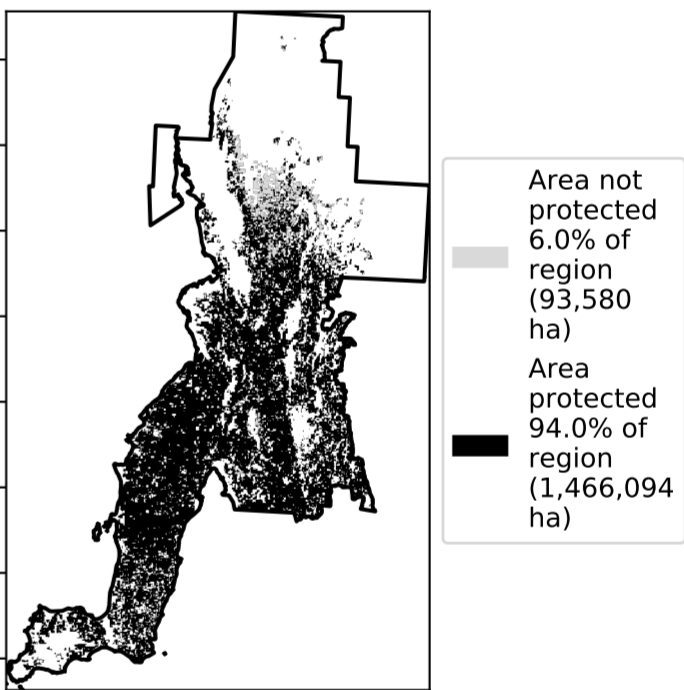 Area not
protected
6.0% of
region
(93,580
ha)
Area
protected
94.0% of
region
(1,466,094
ha)